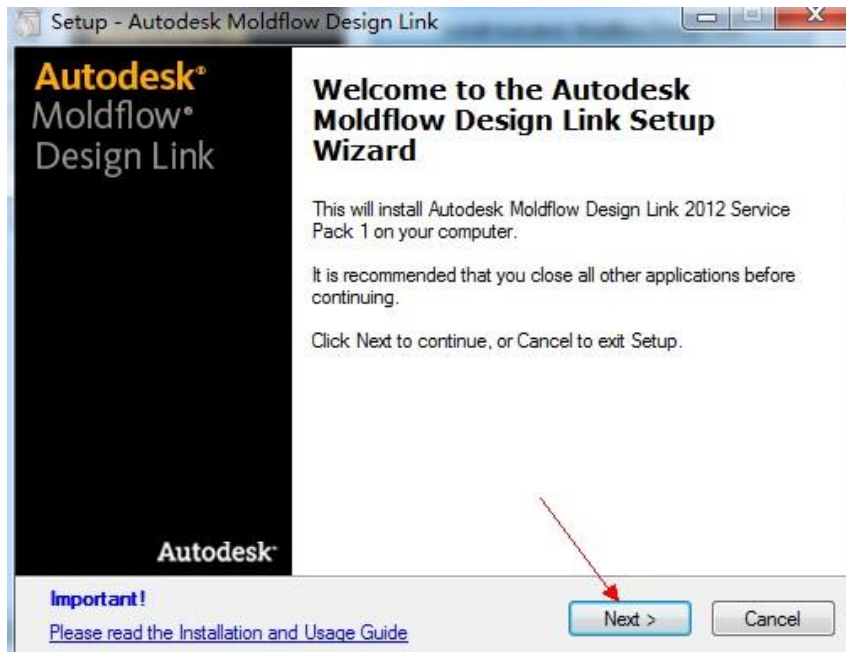 Setup - Autodesk Moldflow Design Link
Autodesk®
Moldflow®
Design Link
Welcome to the Autodesk
Moldflow Design Link Setup
Wizard
This will install Autodesk Moldflow Design Link 2012 Service
Pack 1 on your computer.
It is recommended that you close all other applications before
continuing.
Click Next to continue, or Cancel to exit Setup.
Autodesk®
Important!
Please read the Installation and Usage Guide
Next >
Cancel